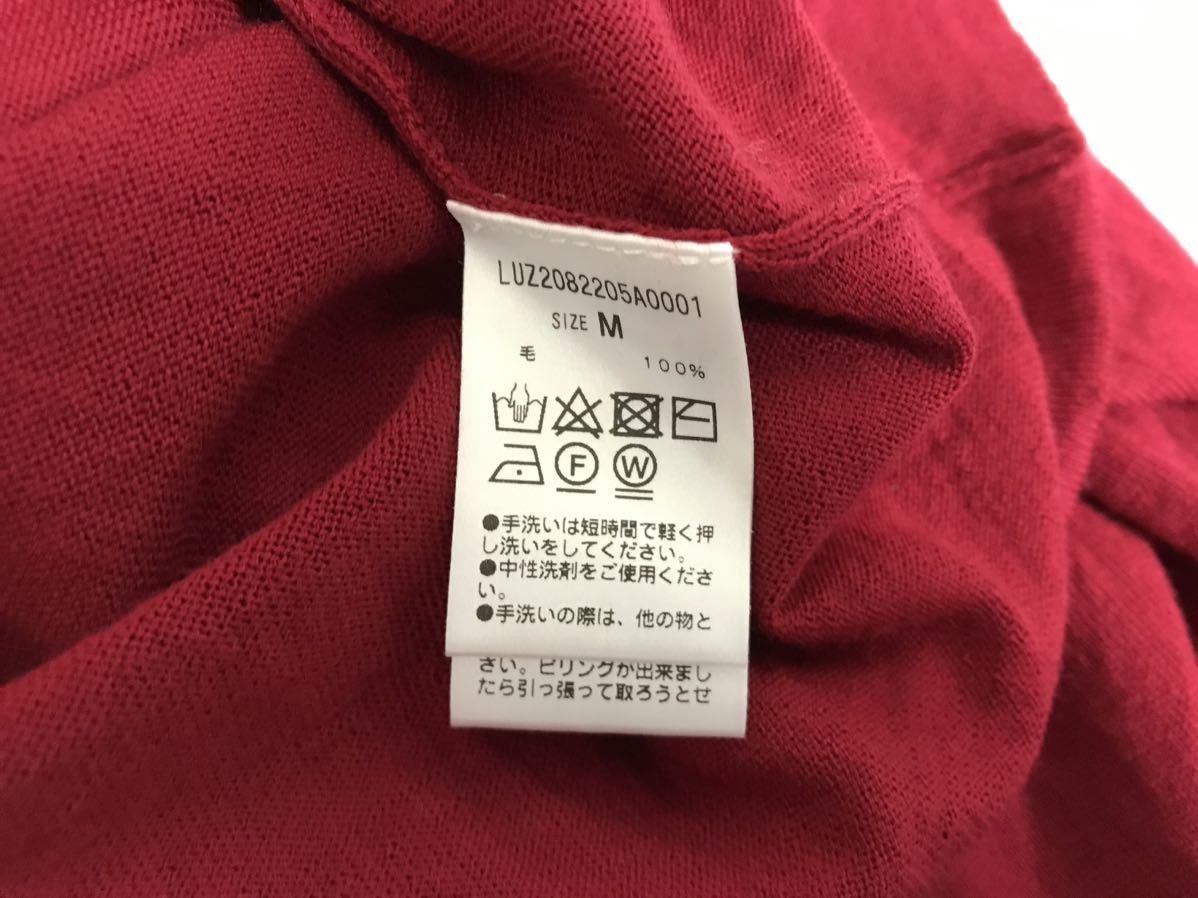 LUZ2082205A0001
SIZE M
毛 100%
F W
●手洗いは短時間で軽く押
し洗いをしてください。
●中性洗剤をご使用くださ
い。
●手洗いの際は、他の物と
さい。ピリングが出来まし
たら引っ張って取ろうとせ